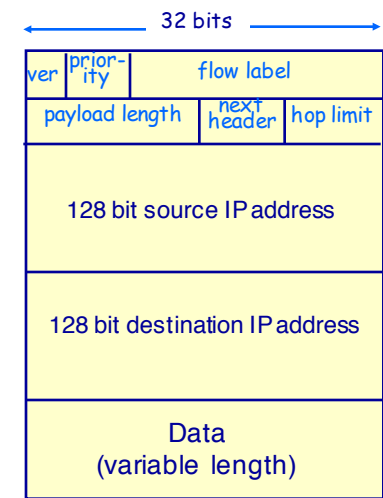 32 bits
ver prior-ity flow label
payload length next header hop limit
128 bit source IP address
128 bit destination IP address
Data
(variable length)